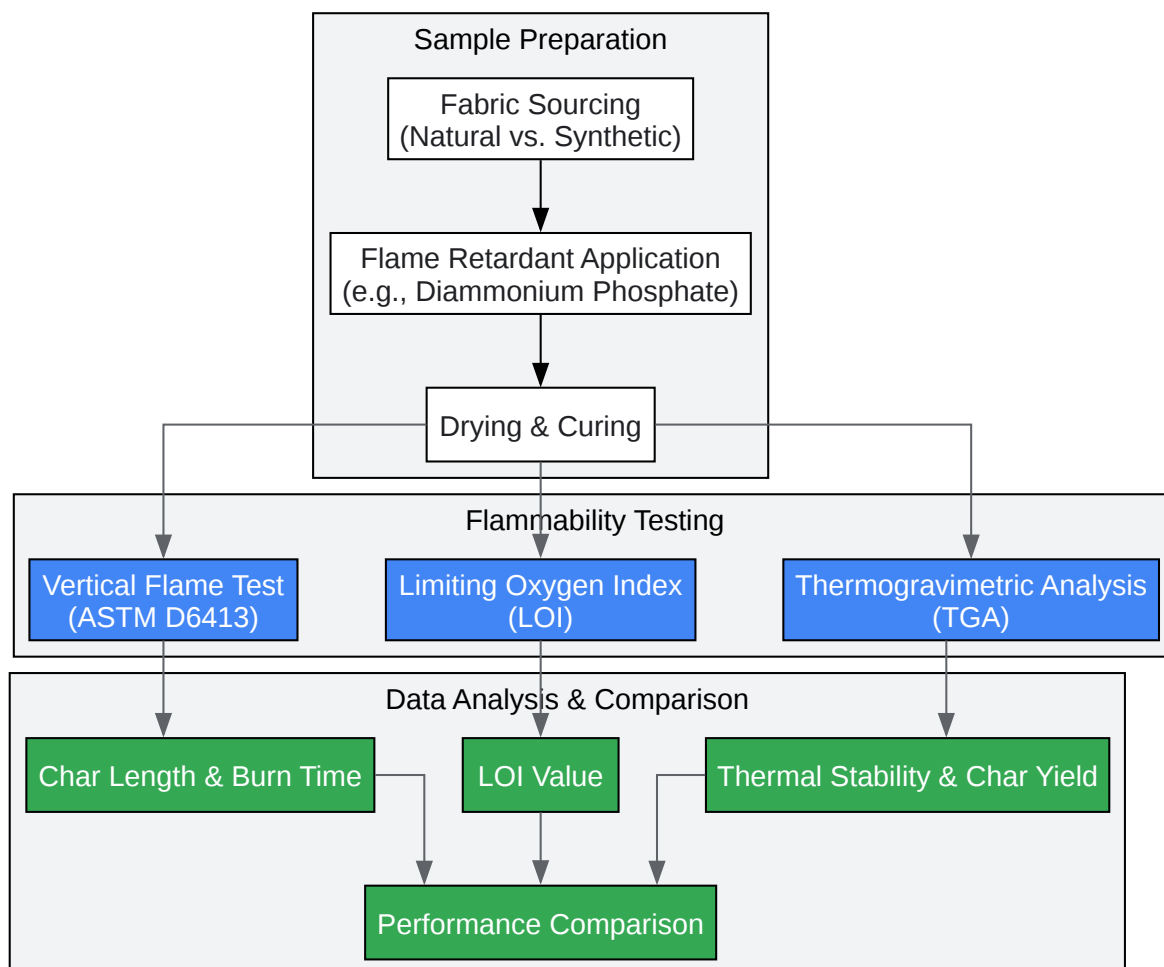 Sample Preparation
Fabric Sourcing
(Natural vs. Synthetic)
Flame Retardant Application
(e.g., Diammonium Phosphate)
Drying & Curing
Flammability Testing
Vertical Flame Test
(ASTM D6413)
Limiting Oxygen Index
(LOI)
Thermogravimetric Analysis
(TGA)
Data Analysis & Comparison
Char Length & Burn Time
LOI Value
Thermal Stability & Char Yield
Performance Comparison